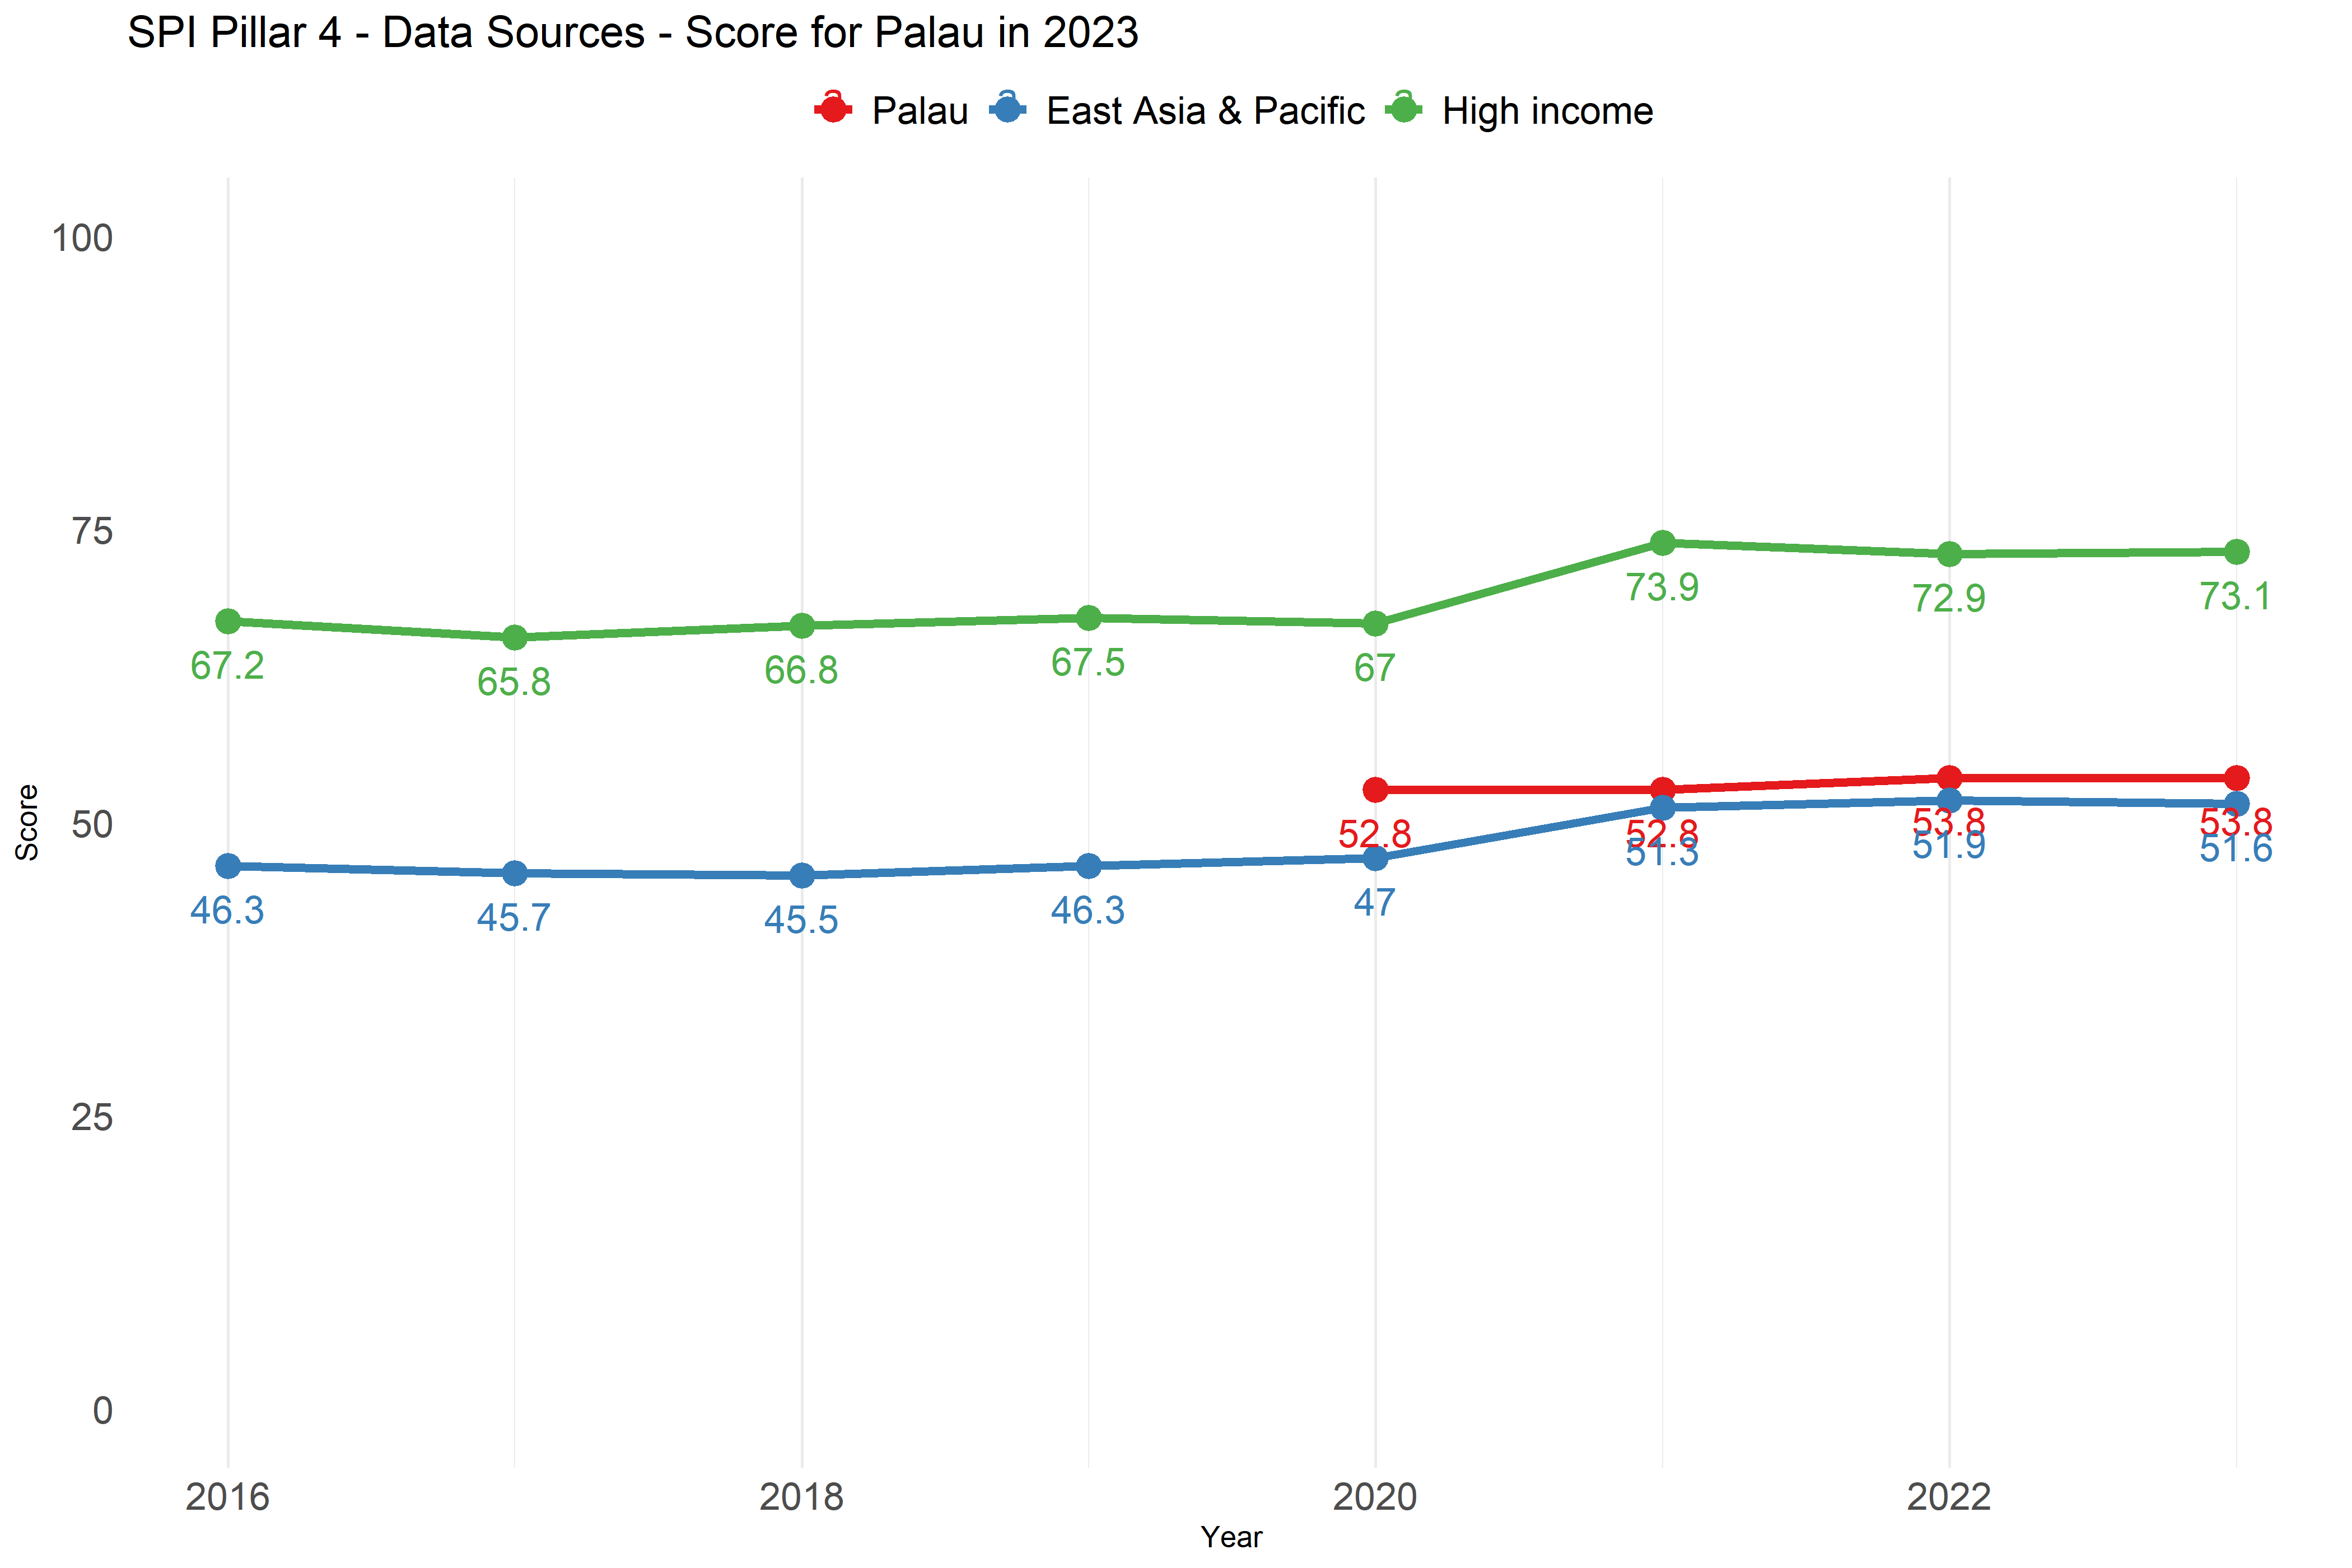 SPI Pillar 4 - Data Sources - Score for Palau in 2023
Palau East Asia & Pacific High income
100
75
50
25
0
Score
67.2 65.8 66.8 67.5 67 73.9 72.9 73.1
52.8 52.8 53.8 53.8
46.3 45.7 45.5 46.3 47 51.3 51.9 51.6
2016 2018 2020 2022
Year